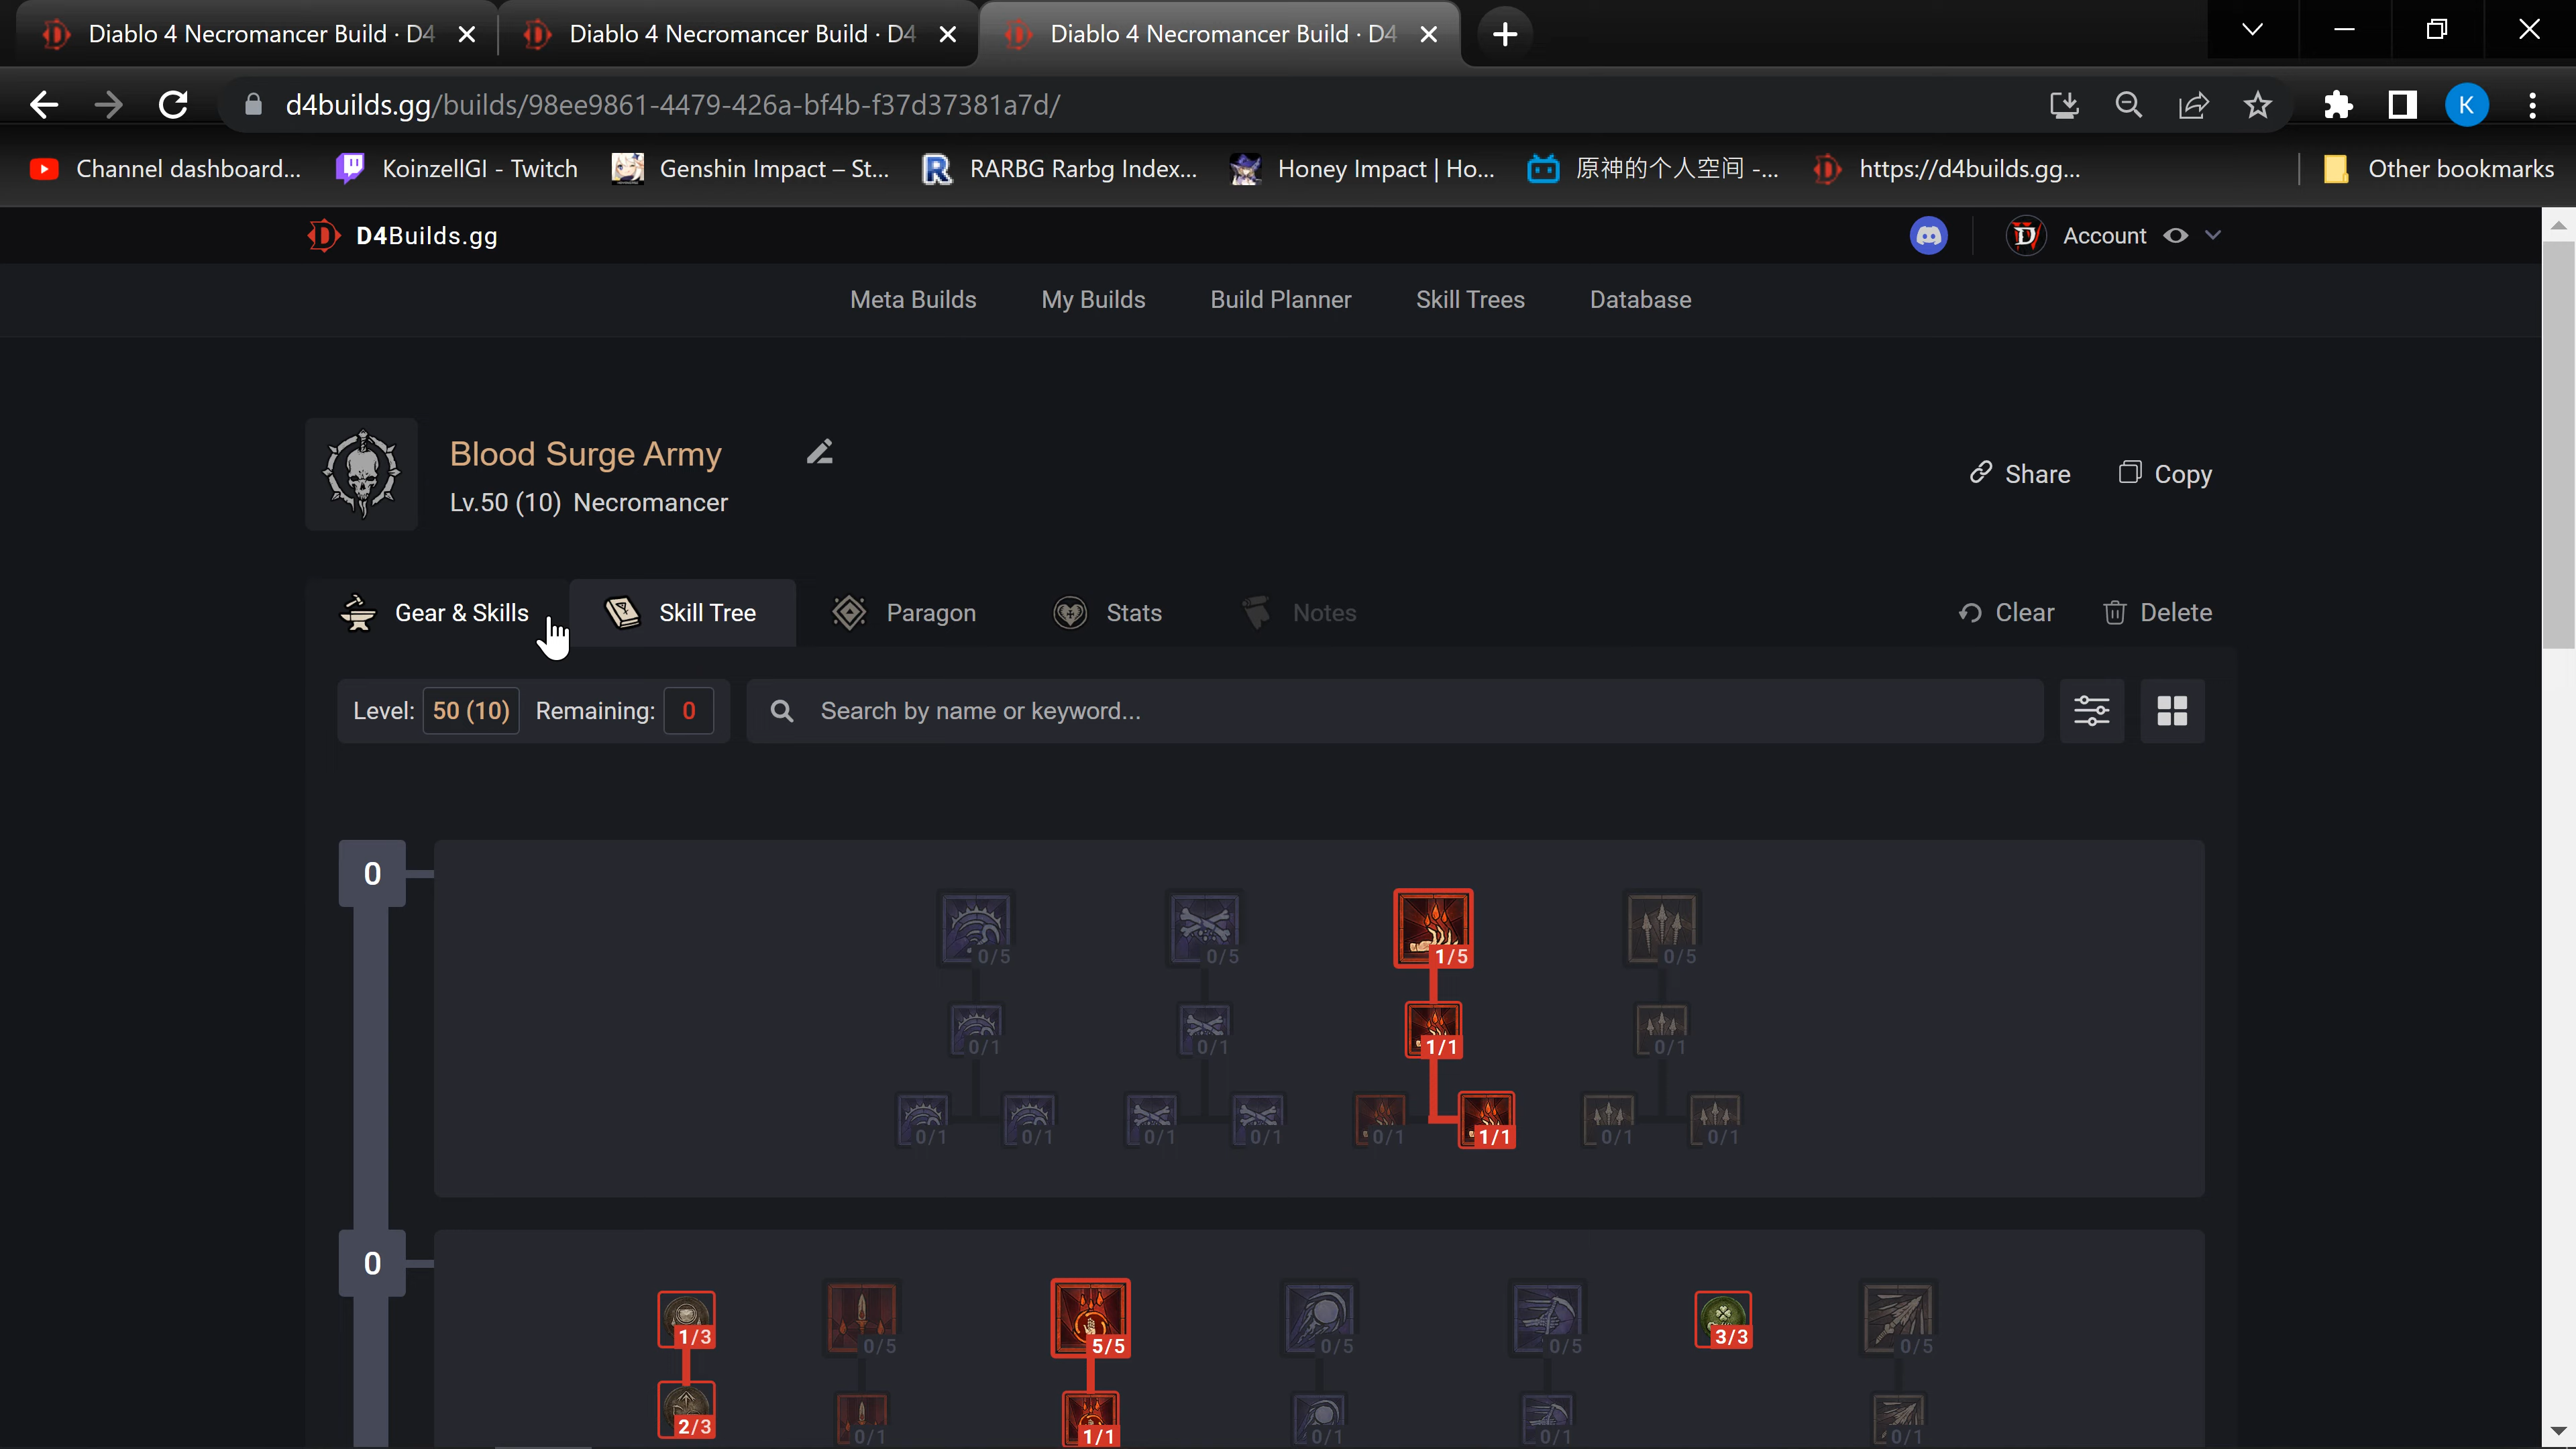 Diablo 4 Necromancer Build · D4
Diablo 4 Necromancer Build · D4
Diablo 4 Necromancer Build · D4
d4builds.gg/builds/98ee9861-4479-426a-bf4b-f37d37381a7d/
K
Channel dashboard...
KoinzellGI - Twitch
Genshin Impact – St...
RARBG Rarbg Index...
Honey Impact | Ho...
原神的个人空间 -...
https://d4builds.gg...
Other bookmarks
D4Builds.gg
Account
Meta Builds
My Builds
Build Planner
Skill Trees
Database
Blood Surge Army
Lv.50 (10) Necromancer
Share
Copy
Gear & Skills
Skill Tree
Paragon
Stats
Notes
Clear
Delete
Level: 50 (10) Remaining: 0
Search by name or keyword...
0
0/5 0/5 1/5 0/5
0/1 0/1 1/1 0/1
0/1 0/1 0/1 0/1 0/1 1/1 0/1 0/1
0
1/3 0/5 5/5 0/5 0/5 3/3 0/5
2/3 0/1 1/1 0/1 0/1 0/1